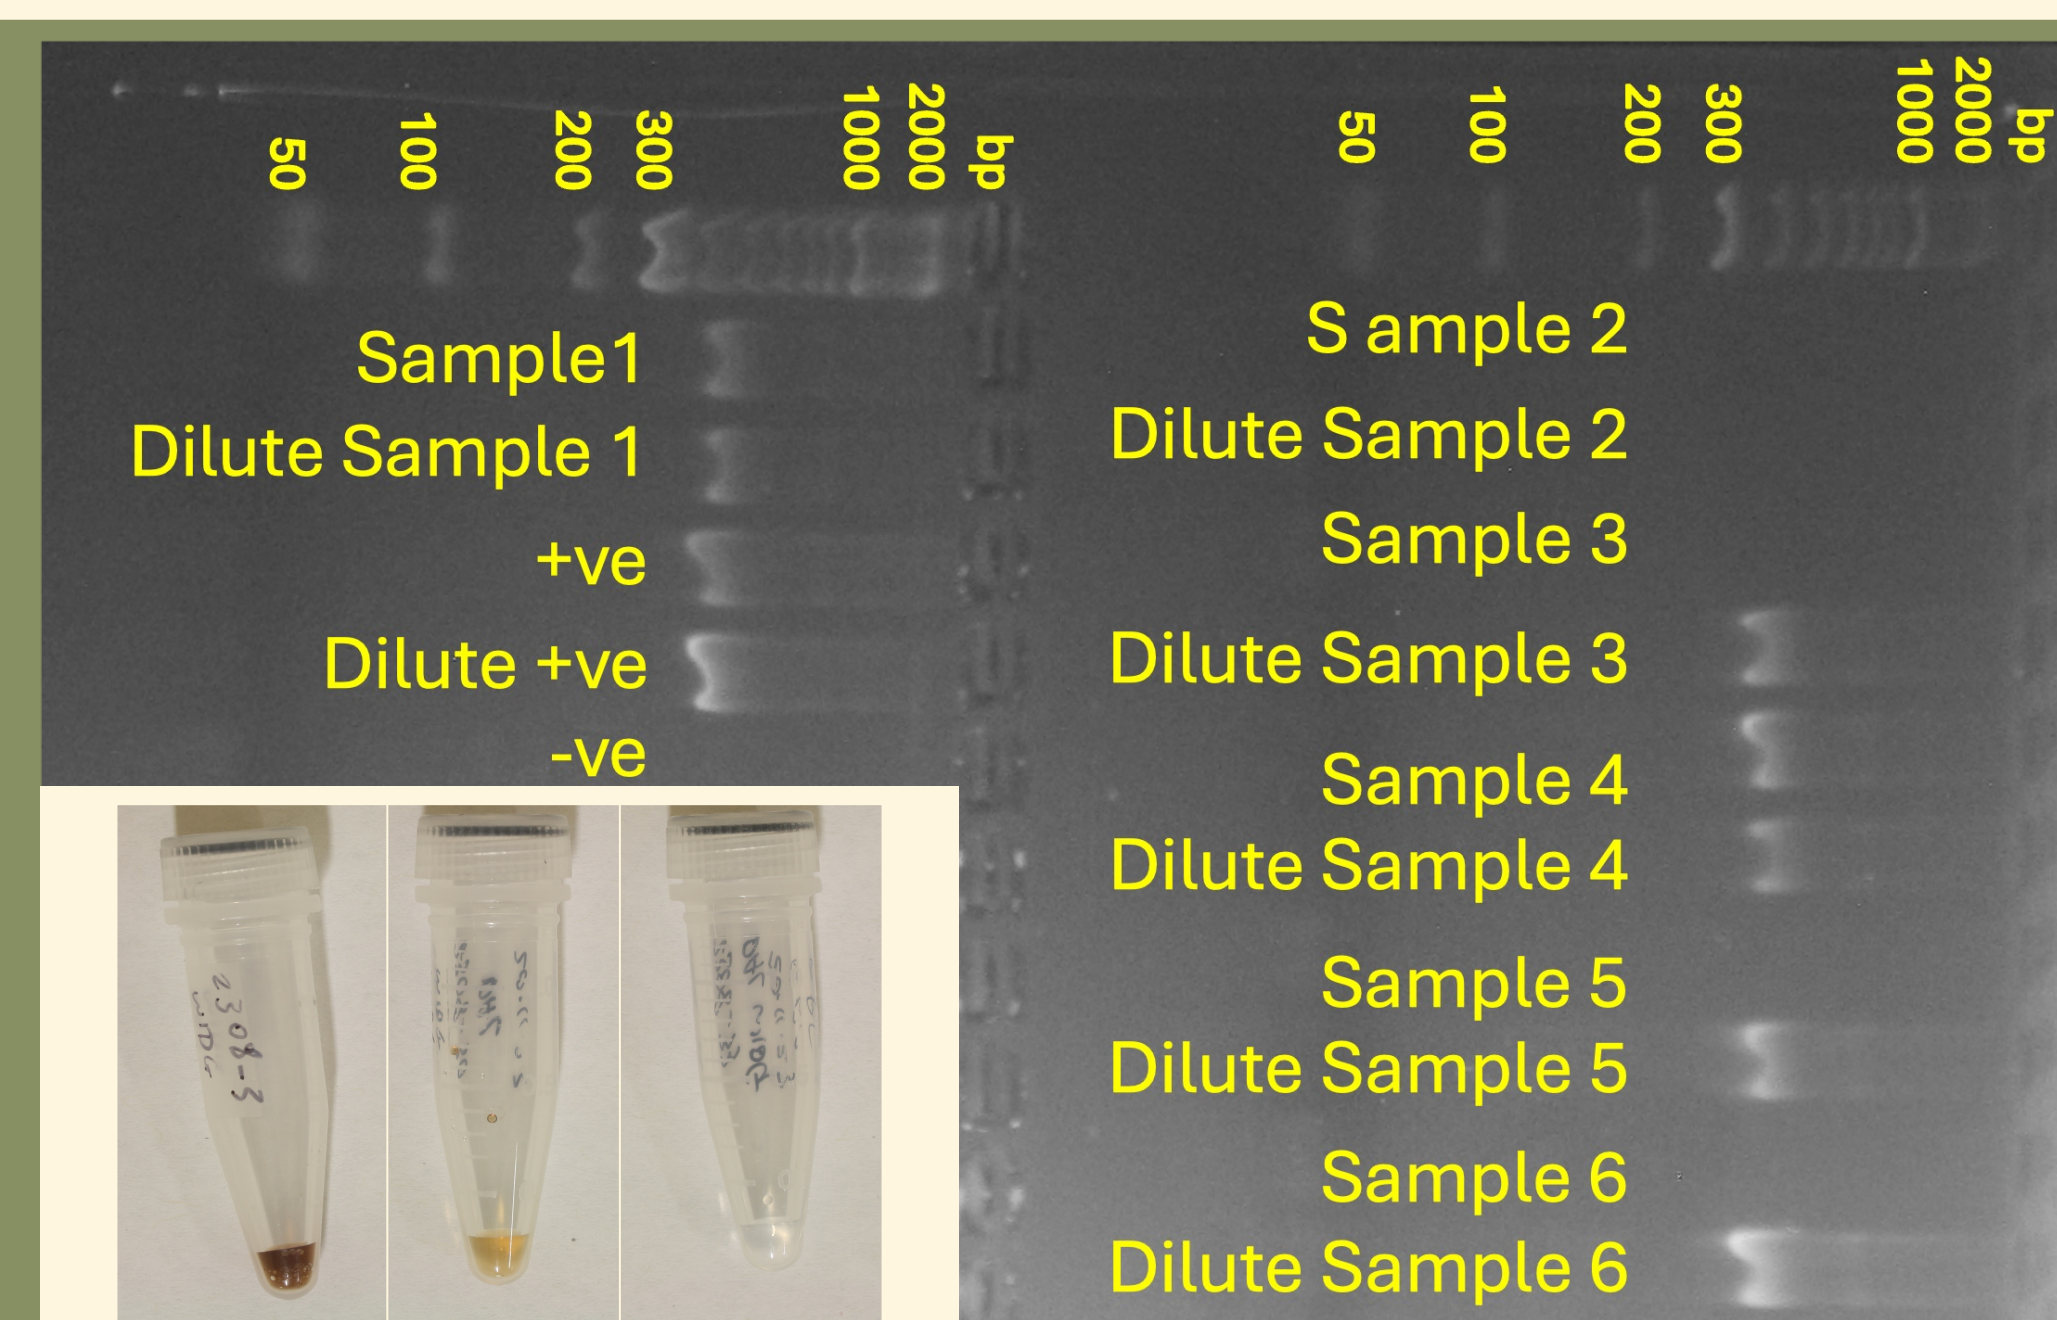 50
100
200
300
1000
2000
bp
Sample1
Dilute Sample 1
+ve
Dilute +ve
-ve
50
100
200
300
1000
2000
bp
S ample 2
Dilute Sample 2
Sample 3
Dilute Sample 3
Sample 4
Dilute Sample 4
Sample 5
Dilute Sample 5
Sample 6
Dilute Sample 6
2308-3